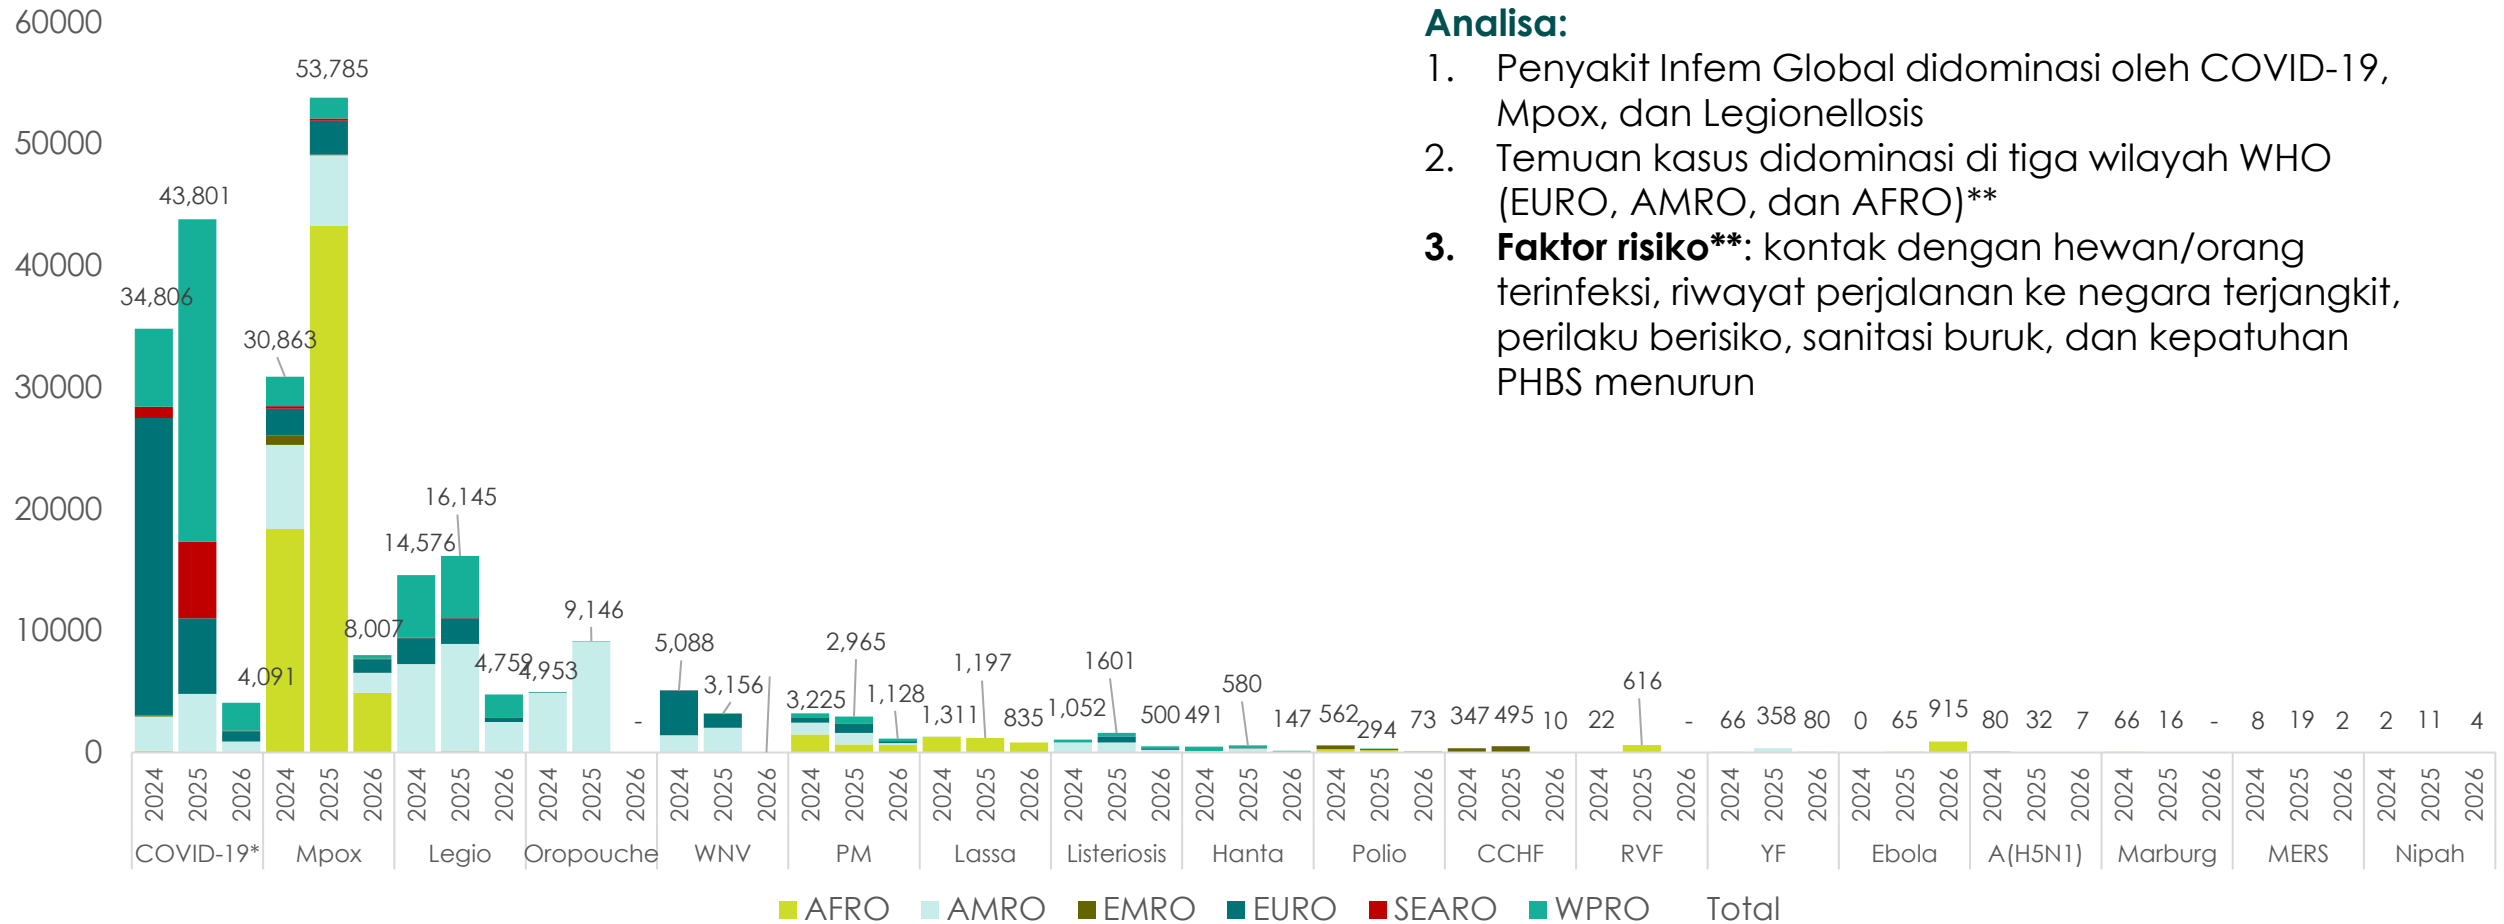 Analisa:
1. Penyakit Infem Global didominasi oleh COVID-19,
Mpox, dan Legionellosis
2. Temuan kasus didominasi di tiga wilayah WHO
(EURO, AMRO, dan AFRO)**
3. Faktor risiko**: kontak dengan hewan/orang
terinfeksi, riwayat perjalanan ke negara terjangkit,
perilaku berisiko, sanitasi buruk, dan kepatuhan
PHBS menurun
60000
50000
40000
30000
20000
10000
0
34,806 43,801 4,091
30,863 53,785 8,007
14,576 16,145 4,759
4,953 9,146 -
5,088 3,156
3,225 2,965 1,128
1,311 1,197 835
1,052 1601 500
491 580 147
562 294 73
347 495 10
22 616 -
66 358 80
0 65 915
80 32 7
66 16 -
8 19 2
2 11 4
2024 2025 2026 2024 2025 2026 2024 2025 2026 2024 2025 2026 2024 2025 2026 2024 2025 2026 2024 2025 2026 2024 2025 2026 2024 2025 2026 2024 2025 2026 2024 2025 2026 2024 2025 2026 2024 2025 2026 2024 2025 2026 2024 2025 2026 2024 2025 2026 2024 2025 2026 2024 2025 2026
COVID-19* Mpox Legio Oropouche WNV PM Lassa Listeriosis Hanta Polio CCHF RVF YF Ebola A(H5N1) Marburg MERS Nipah
AFRO AMRO EMRO EURO SEARO WPRO Total